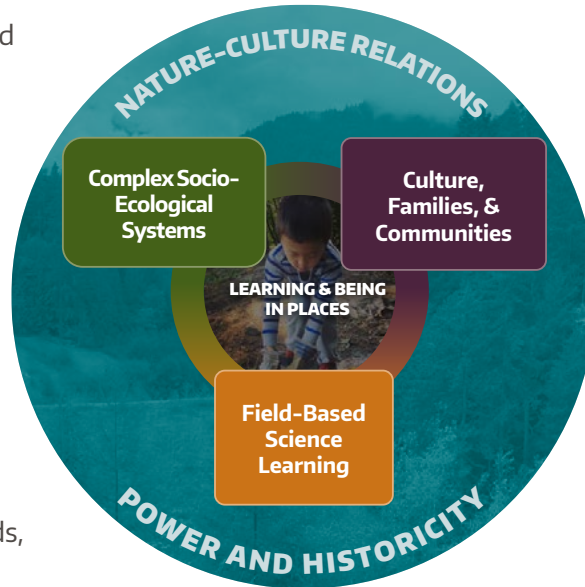 d
NATURE-CULTURE RELATIONS
Complex Socio-
Ecological
Systems
Culture,
Families, &
Communities
LEARNING & BEING
IN PLACES
Field-Based
Science
Learning
ds,
POWER AND HISTORICITY